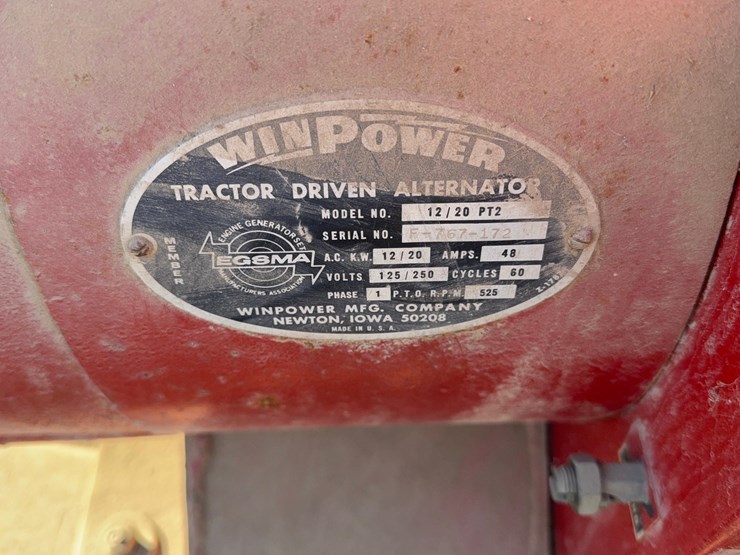 WINPOWER
TRACTOR DRIVEN ALTERNATOR
MODEL NO. 12/20 PT2
SERIAL NO. F-767-172
ENGINE GENERATOR SET
EGSMA
MANUFACTURERS ASSOCIATION
MEMBER
A.C. K.W. 12/20 AMPS. 48
VOLTS 125/250 CYCLES 60
PHASE 1 P.T.O. R.P.M. 525
WINPOWER MFG. COMPANY
NEWTON, IOWA 50208
MADE IN U.S.A.